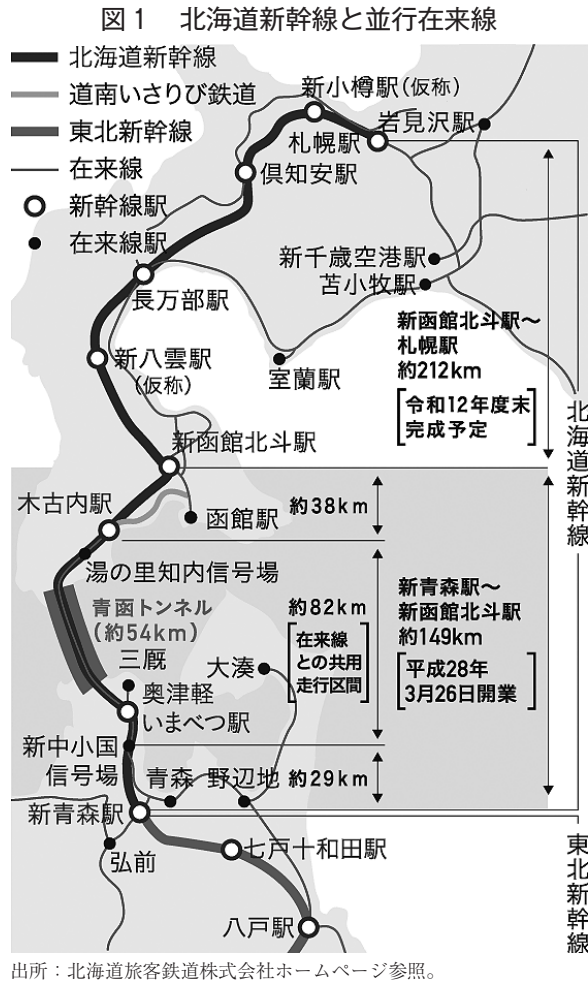 図1　北海道新幹線と並行在来線
北海道新幹線
道南いさりび鉄道
東北新幹線
在来線
新幹線駅
在来線駅
新小樽駅(仮称)
岩見沢駅
札幌駅
倶知安駅
新千歳空港駅
苫小牧駅
長万部駅
新函館北斗駅～
札幌駅
約212km
[令和12年度末
完成予定]
新八雲駅
(仮称)
室蘭駅
北海道新幹線
新函館北斗駅
木古内駅
函館駅
約38km
湯の里知内信号場
青函トンネル
(約54km)
約82km
[在来線
との共用
走行区間]
新青森駅～
新函館北斗駅
約149km
[平成28年
3月26日開業]
三厩
大湊
奥津軽
いまべつ駅
新中小国
信号場
青森
野辺地
約29km
新青森駅
弘前
七戸十和田駅
東北新幹線
八戸駅
出所：北海道旅客鉄道株式会社ホームページ参照。